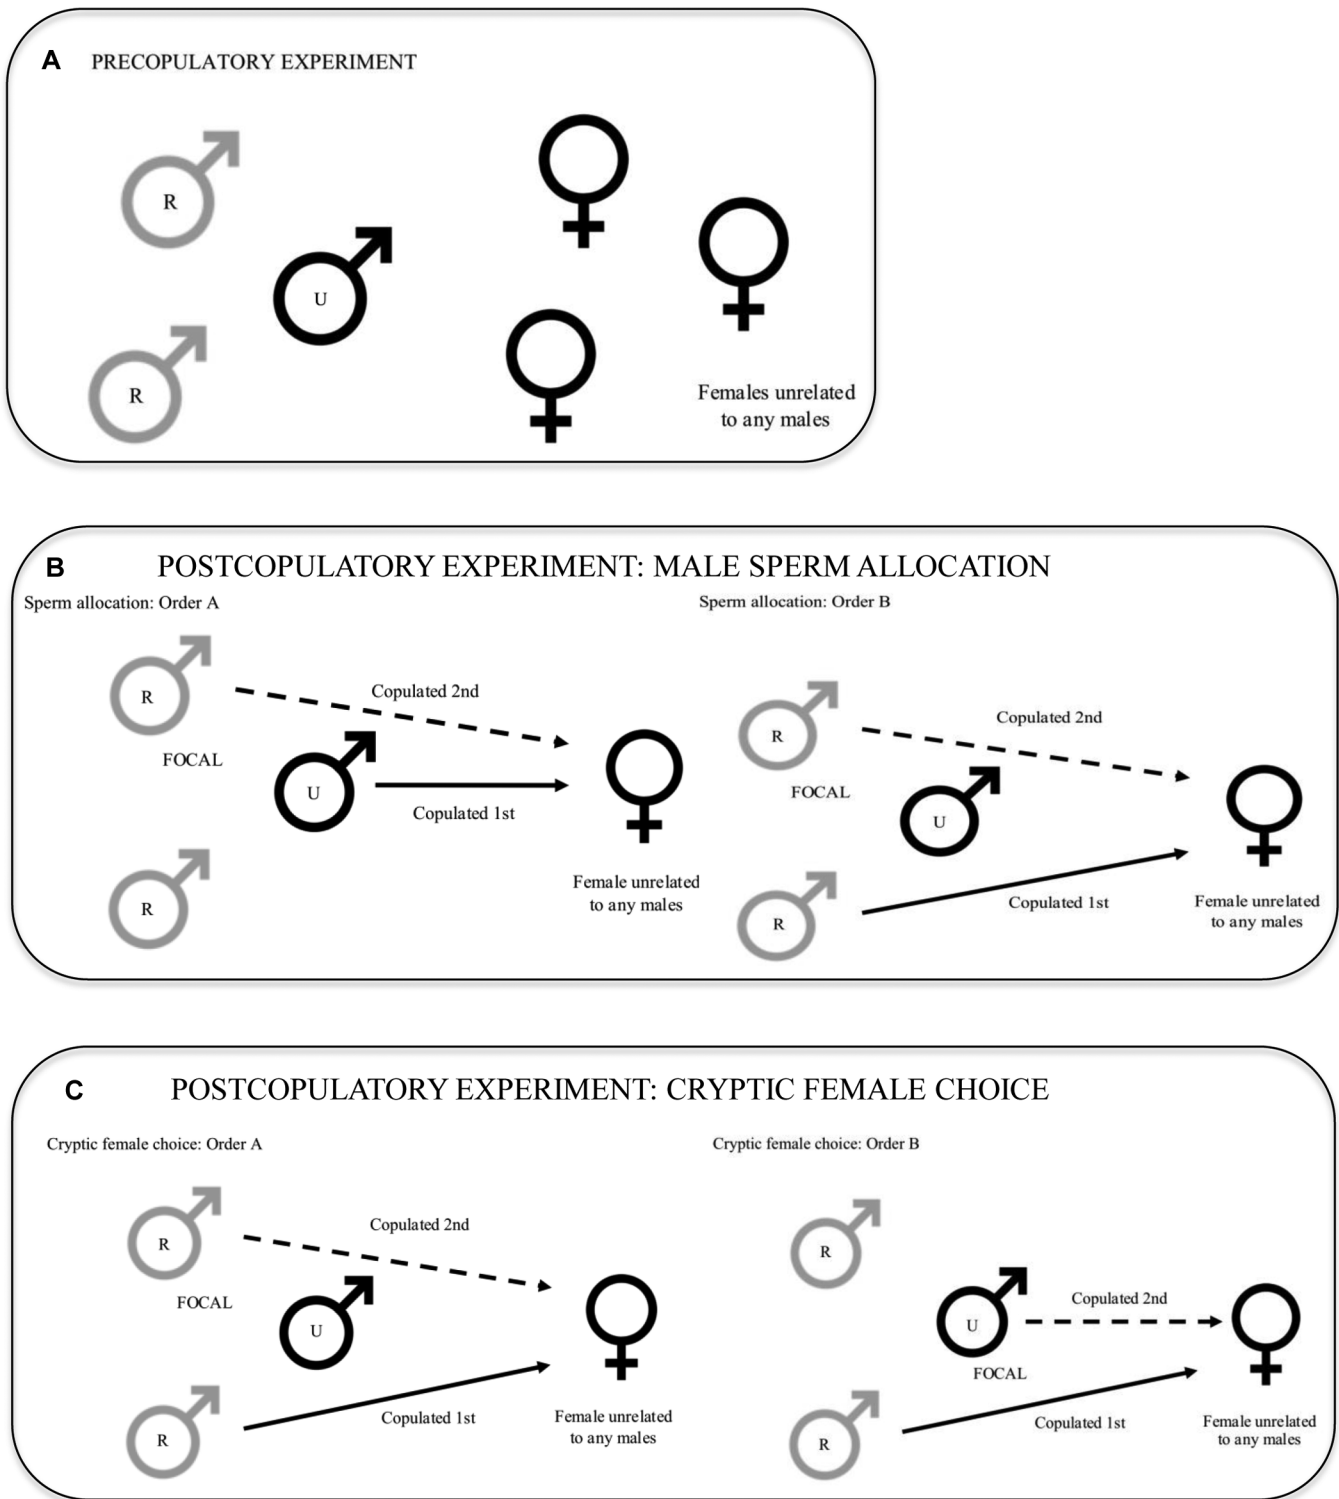 A PRECOPULATORY EXPERIMENT
R
U
R
Females unrelated
to any males
B POSTCOPULATORY EXPERIMENT: MALE SPERM ALLOCATION
Sperm allocation: Order A
R
Copulated 2nd
FOCAL
U
Copulated 1st
R
Female unrelated
to any males
Sperm allocation: Order B
R
Copulated 2nd
FOCAL
U
R
Copulated 1st
Female unrelated
to any males
C POSTCOPULATORY EXPERIMENT: CRYPTIC FEMALE CHOICE
Cryptic female choice: Order A
R
Copulated 2nd
FOCAL
U
R
Copulated 1st
Female unrelated
to any males
Cryptic female choice: Order B
R
Copulated 2nd
U
FOCAL
R
Copulated 1st
Female unrelated
to any males